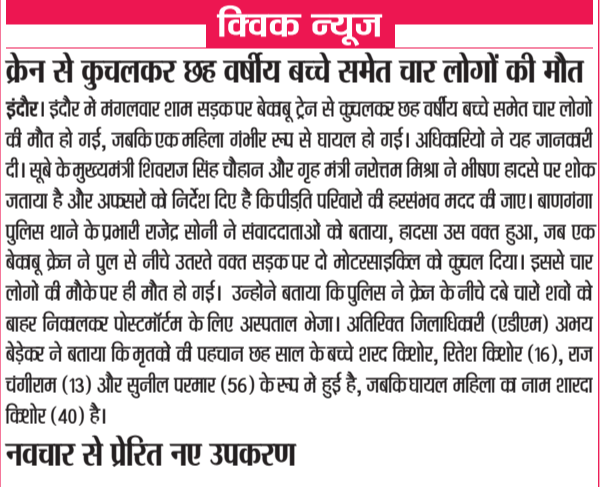 क्विक न्यूज
क्रेन से कुचलकर छह वर्षीय बच्चे समेत चार लोगों की मौत
इंदौर। इंदौर में मंगलवार शाम सड़क पर बेकाबू ट्रेन से कुचलकर छह वर्षीय बच्चे समेत चार लोगों
की मौत हो गई, जबकि एक महिला गंभीर रूप से घायल हो गई। अधिकारियो ने यह जानकारी
दी। सूबे के मुख्यमंत्री शिवराज सिंह चौहान और गृह मंत्री नरोत्तम मिश्रा ने भीषण हादसे पर शोक
जताया है और अफसरो को निर्देश दिए है कि पीड़ति परिवारो की हरसंभव मदद की जाए। बाणगंगा
पुलिस थाने के प्रभारी राजेद्र सोनी ने संवाददाताओ को बताया, हादसा उस वक्त हुआ, जब एक
बेकाबू क्रेन ने पुल से नीचे उतरते वक्त सड़क पर दो मोटरसाइकिल को कुचल दिया। इससे चार
लोगो की मौके पर ही मौत हो गई। उन्होने बताया कि पुलिस ने क्रेन के नीचे दबे चारो शवो को
बाहर निकालकर पोस्टमॉर्टम के लिए अस्पताल भेजा। अतिरिक्त जिलाधिकारी (एडीएम) अभय
बेड़ेकर ने बताया कि मृतको की पहचान छह साल के बच्चे शरद किशोर, रितेश किशोर (16), राज
चंगीराम (13) और सुनील परमार (56) के रूप मे हुई है, जबकि घायल महिला का नाम शारदा
किशोर (40) है।
नवचार से प्रेरित नए उपकरण